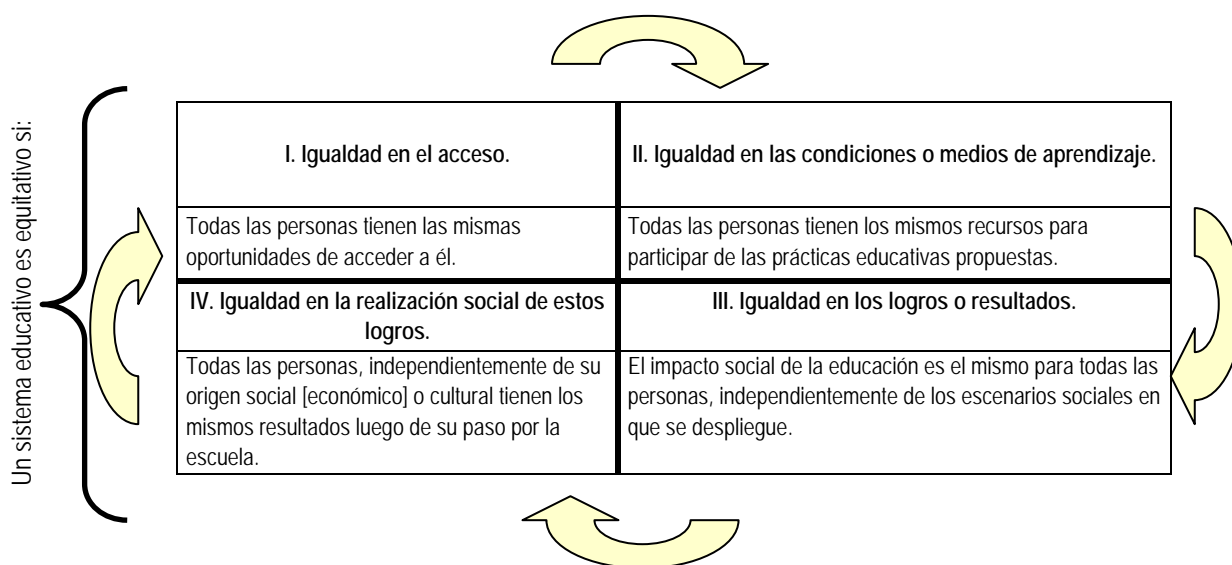 Un sistema educativo es equitativo si:
I. Igualdad en el acceso.
II. Igualdad en las condiciones o medios de aprendizaje.
Todas las personas tienen las mismas
oportunidades de acceder a él.
Todas las personas tienen los mismos recursos para
participar de las prácticas educativas propuestas.
IV. Igualdad en la realización social de estos
logros.
III. Igualdad en los logros o resultados.
Todas las personas, independientemente de su
origen social [económico] o cultural tienen los
mismos resultados luego de su paso por la
escuela.
El impacto social de la educación es el mismo para todas las
personas, independientemente de los escenarios sociales en
que se despliegue.